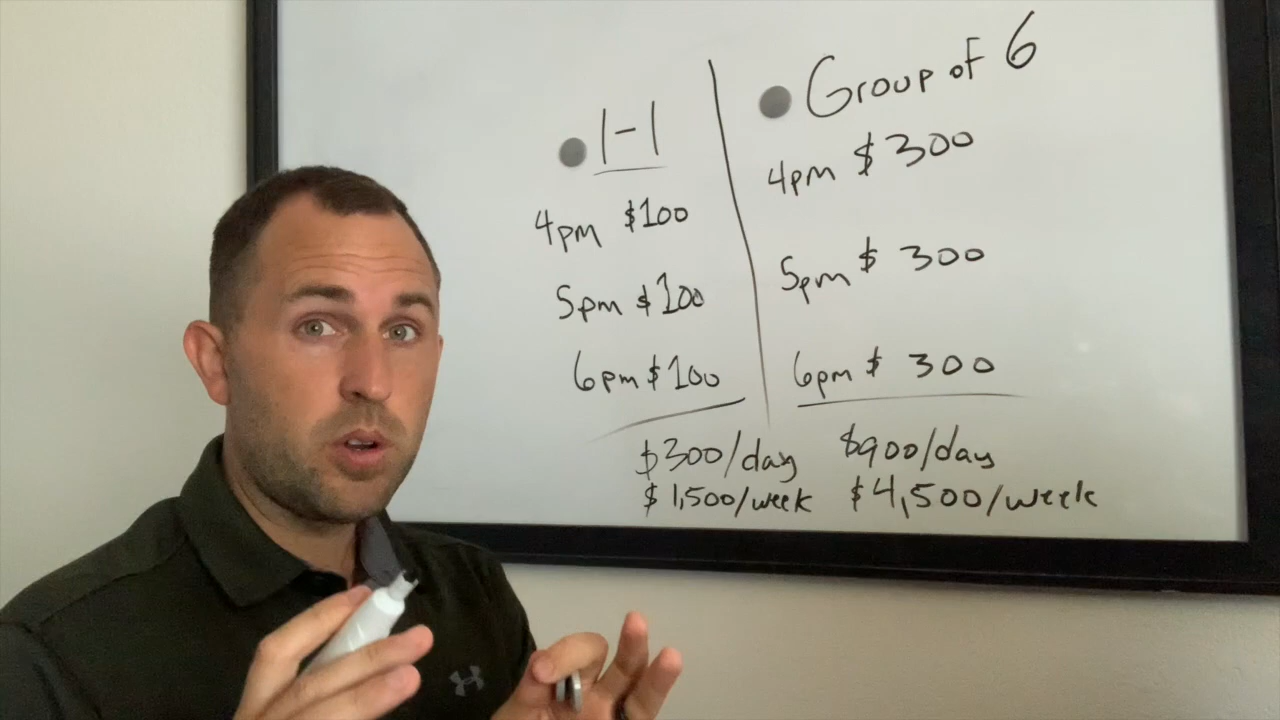 1-1
4pm $100
5pm $100
6pm $100
$300/day
$1,500/week
Group of 6
4pm $300
5pm $300
6pm $300
$900/day
$4,500/week